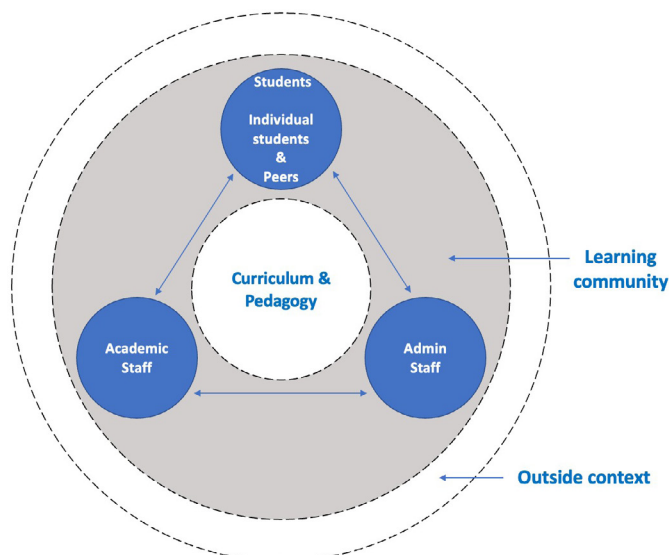 Students
Individual
students
&
Peers
Curriculum &
Pedagogy
Learning
community
Academic
Staff
Admin
Staff
Outside context